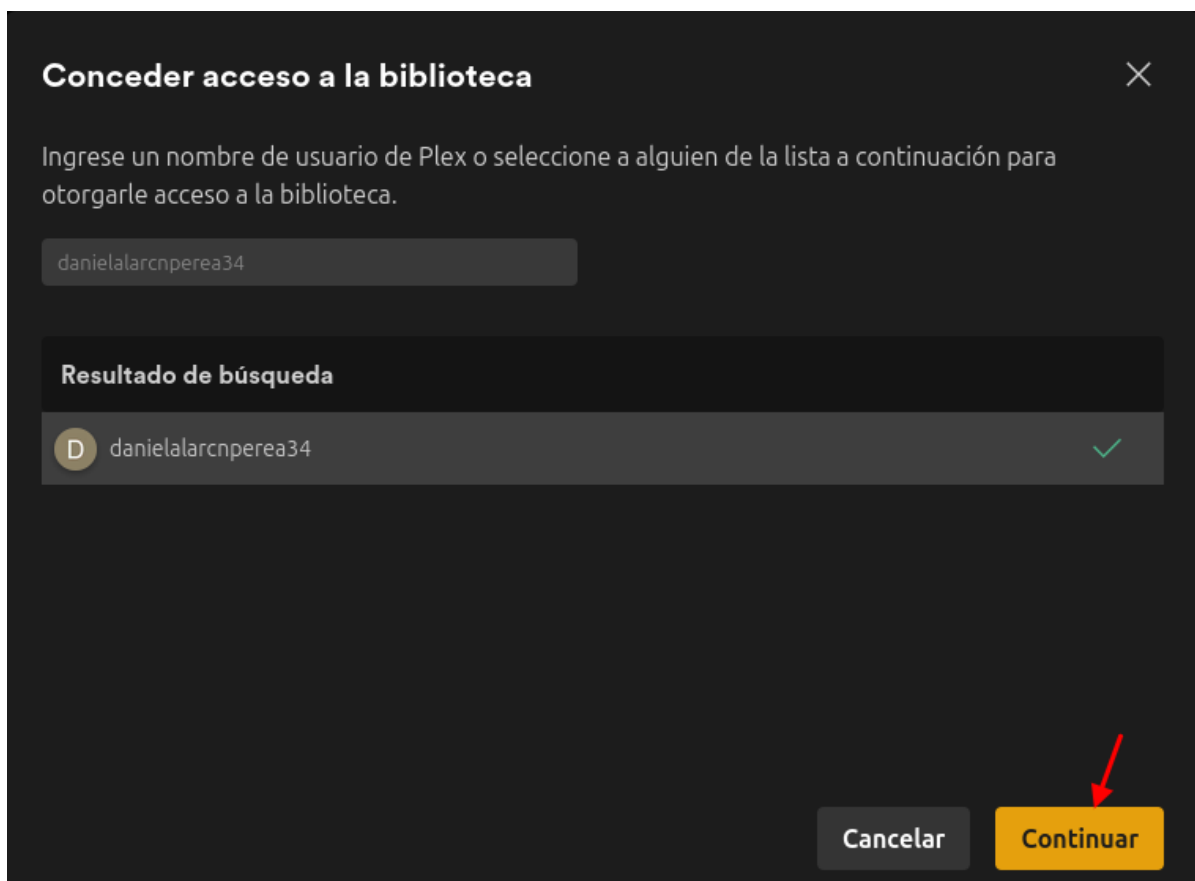 Conceder acceso a la biblioteca
Ingrese un nombre de usuario de Plex o seleccione a alguien de la lista a continuación para
otorgarle acceso a la biblioteca.
danielalarcnperea34
Resultado de búsqueda
D danielalarcnperea34
Cancelar Continuar